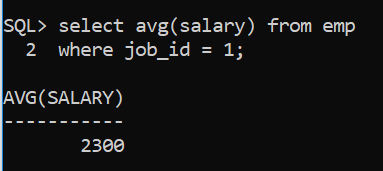 SQL> select avg(salary) from emp
  2  where job_id = 1;
AVG(SALARY)
-----------
       2300